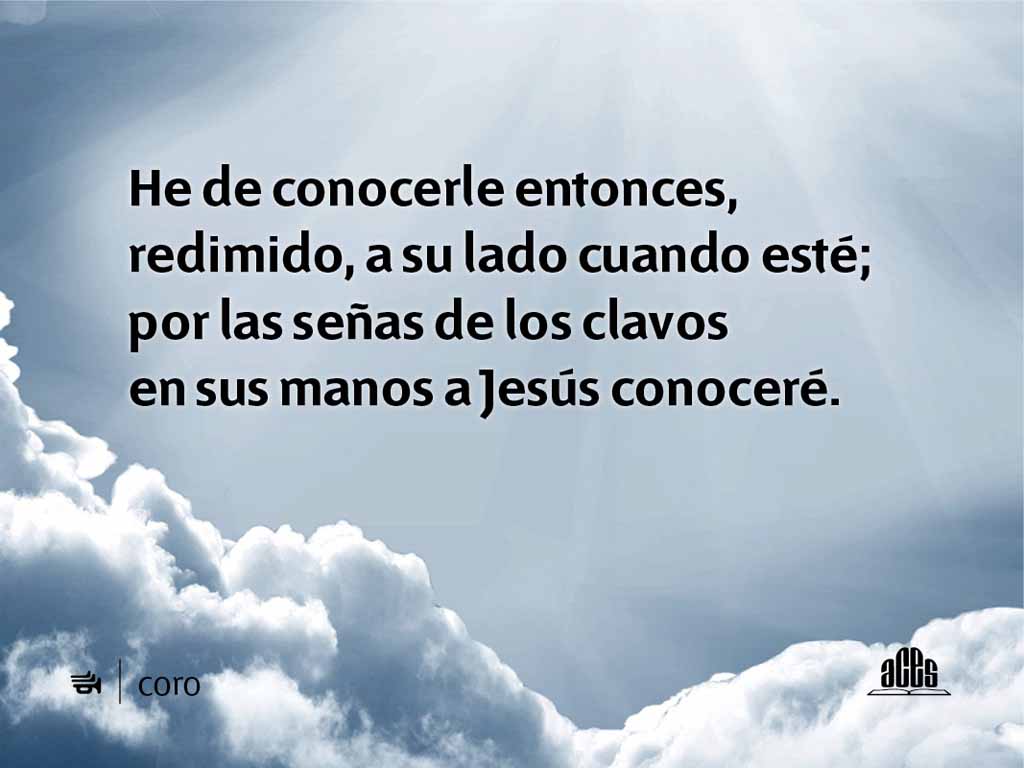 He de conocerle entonces,
redimido, a su lado cuando esté;
por las señas de los clavos
en sus manos a Jesús conoceré.
coro
aces